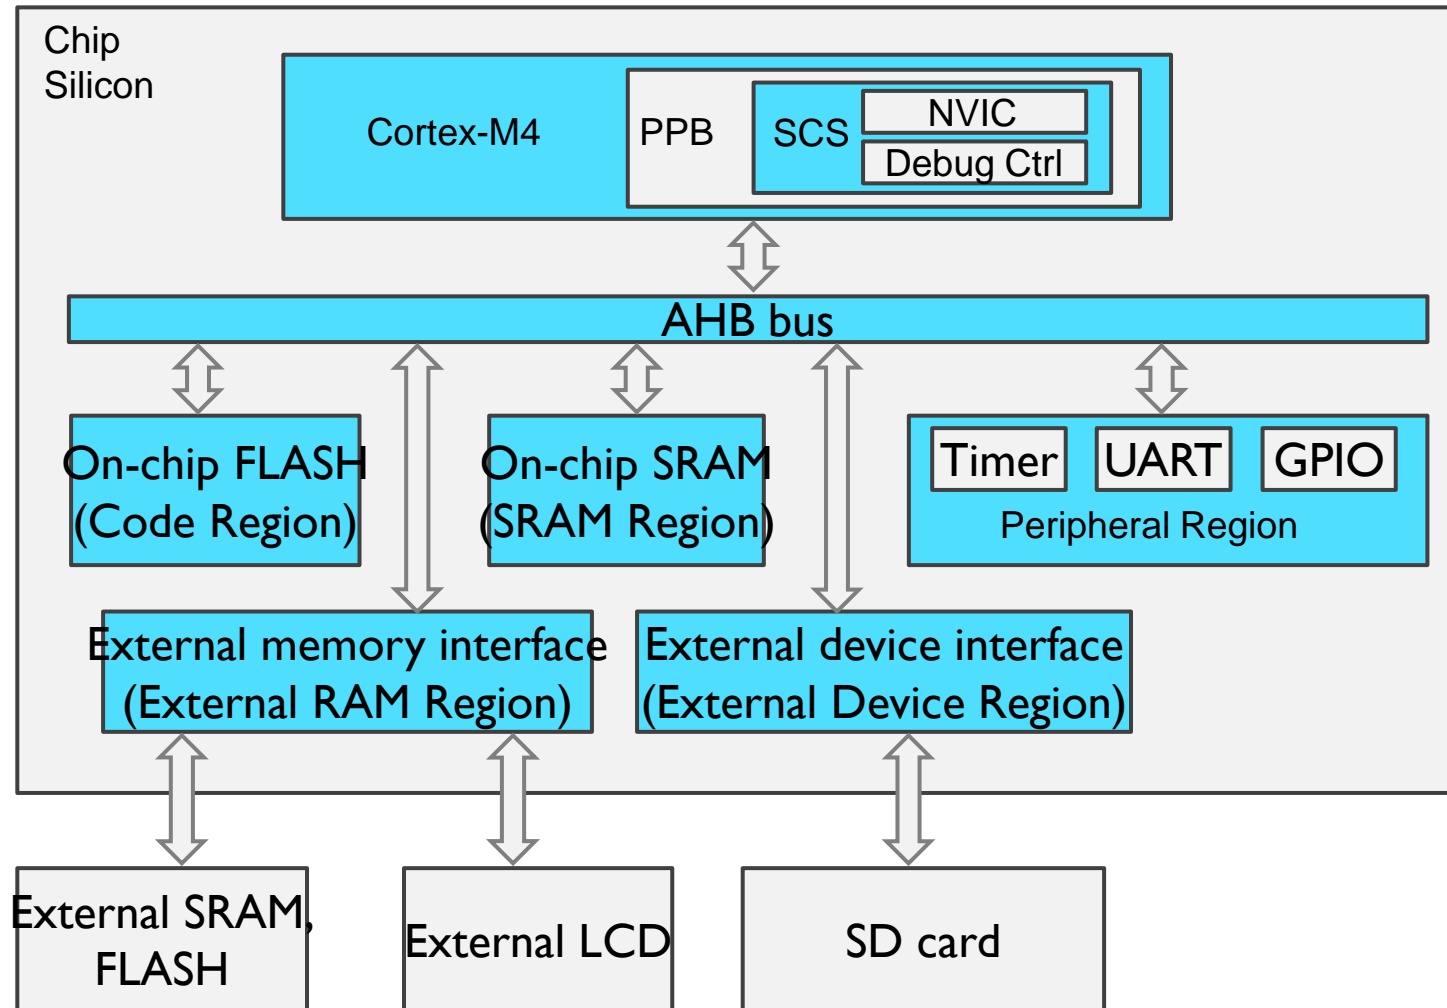 Chip
Silicon
Cortex-M4
PPB
SCS
NVIC
Debug Ctrl
AHB bus
On-chip FLASH
(Code Region)
On-chip SRAM
(SRAM Region)
Timer
UART
GPIO
Peripheral Region
External memory interface
(External RAM Region)
External device interface
(External Device Region)
External SRAM,
FLASH
External LCD
SD card